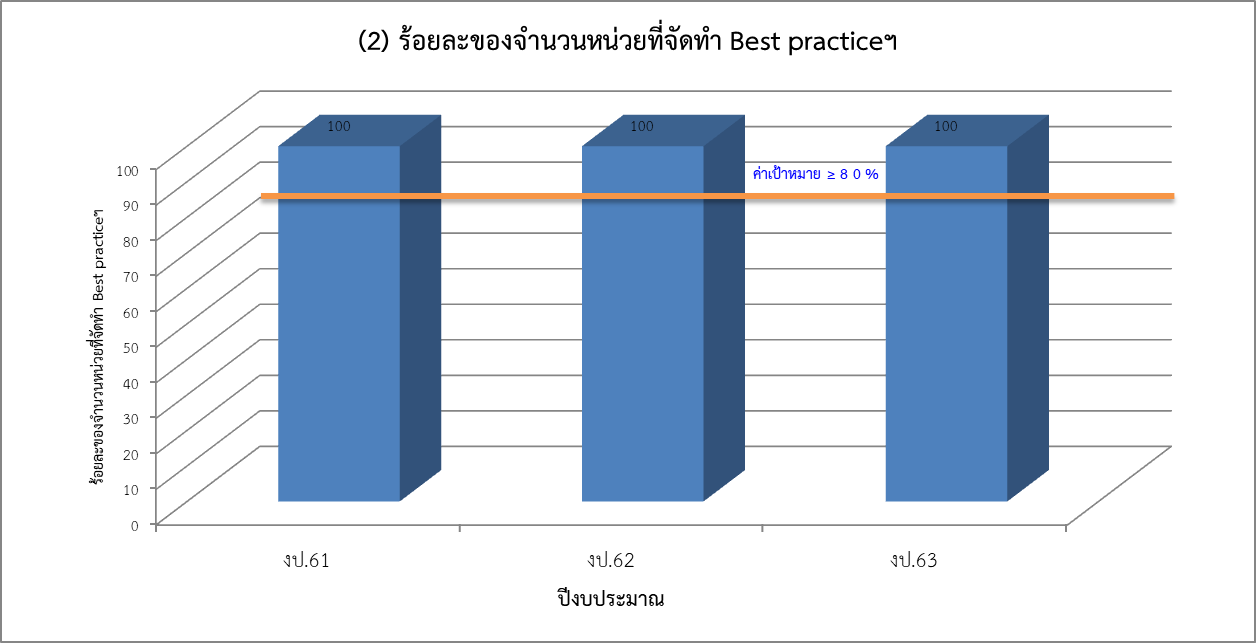 (2) ร้อยละของจำนวนหน่วยที่จัดทำ Best practiceฯ
100
100
100
ค่าเป้าหมาย ≥ 8 0 %
100
90
80
70
60
50
40
30
20
10
0
ร้อยละของจำนวนหน่วยที่จัดทำ Best practiceฯ
งป.61
งป.62
งป.63
ปีงบประมาณ